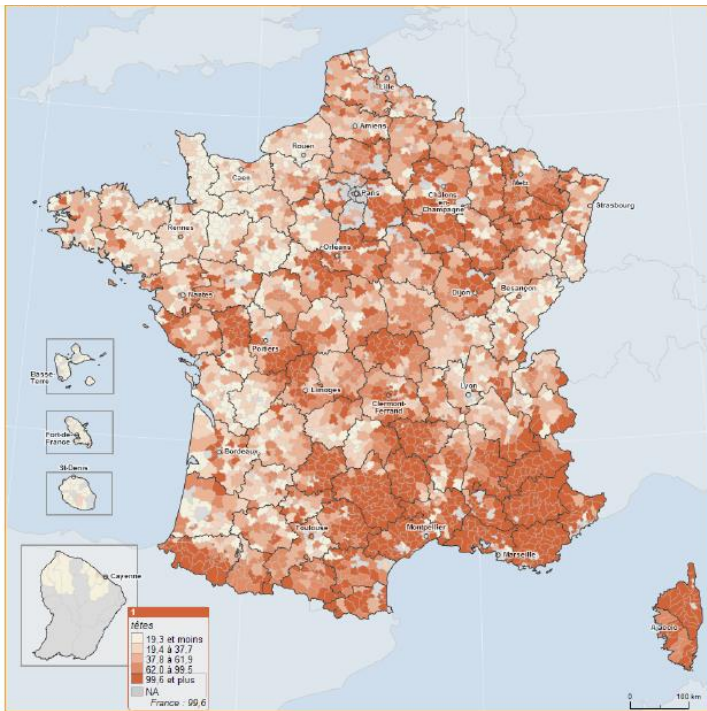 Lille
Amiens
Rouen
Caen
Paris
Châlons
en
Champagne
Metz
Strasbourg
Rennes
Orléans
Nantes
Dijon
Besançon
Poitiers
Limoges
Clermont-
Ferrand
Lyon
Basse
Terre
Fort-de-
France
St-Denis
Bordeaux
Toulouse
Montpellier
Marseille
Cayenne
Ajaccio
1
têtes
19,3 et moins
19,4 à 37,7
37,8 à 61,9
62,0 à 99,5
99,6 et plus
NA
France : 99,6
0 100 km